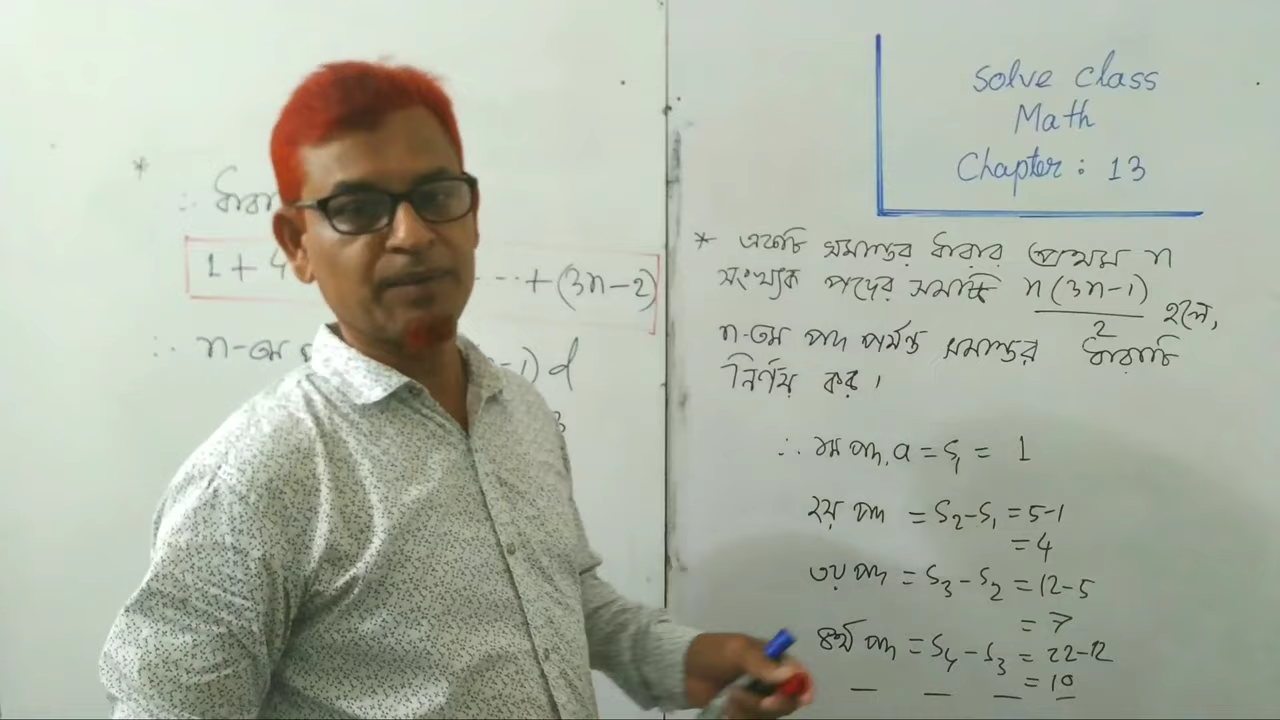 Solve Class
Math
Chapter : 13
* একটি সমান্তর ধারার প্রথম n
সংখ্যক পদের সমষ্টি n(3n-1)/2 হলে,
n-তম পদ পর্যন্ত সমান্তর ধারাটি
নির্ণয় কর।
∴ ১ম পদ, a = S₁ = 1
২য় পদ = S₂-S₁ = 5-1
= 4
৩য় পদ = S₃-S₂ = 12-5
= 7
৪র্থ পদ = S₄-S₃ = 22-12
= 10
*
∴ ধারা
1+4 ...+(3n-2)
∴ n-তম -1)d
3